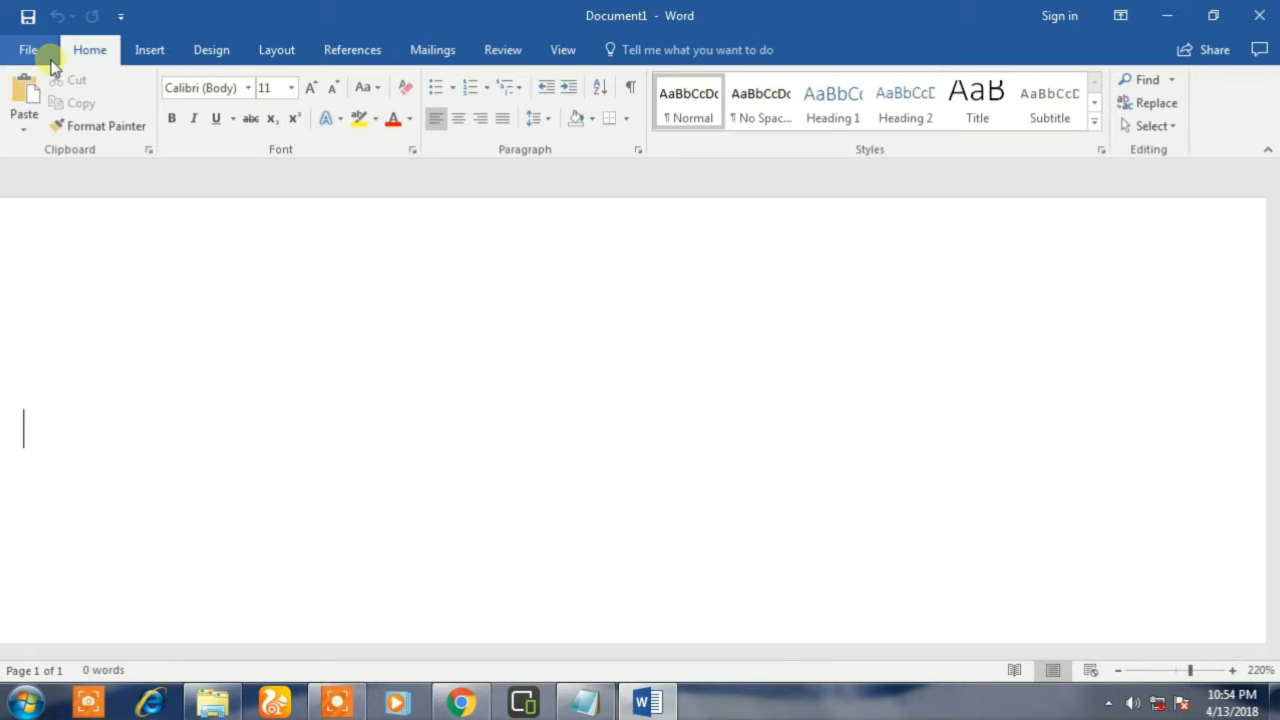 Document1 - Word
Sign in
File Home Insert Design Layout References Mailings Review View Tell me what you want to do Share
Paste
Cut
Copy
Format Painter
Clipboard
Calibri (Body) 11 Aa
B I U abc x, x' A ab A
Font
Paragraph
AaBbCcDc AaBbCcDc AaBbCc AaBbCcD AaB AaBbCcD
¶ Normal ¶ No Spac... Heading 1 Heading 2 Title Subtitle
Styles
Find
Replace
Select
Editing
Page 1 of 1 0 words
220%
10:54 PM
4/13/2018